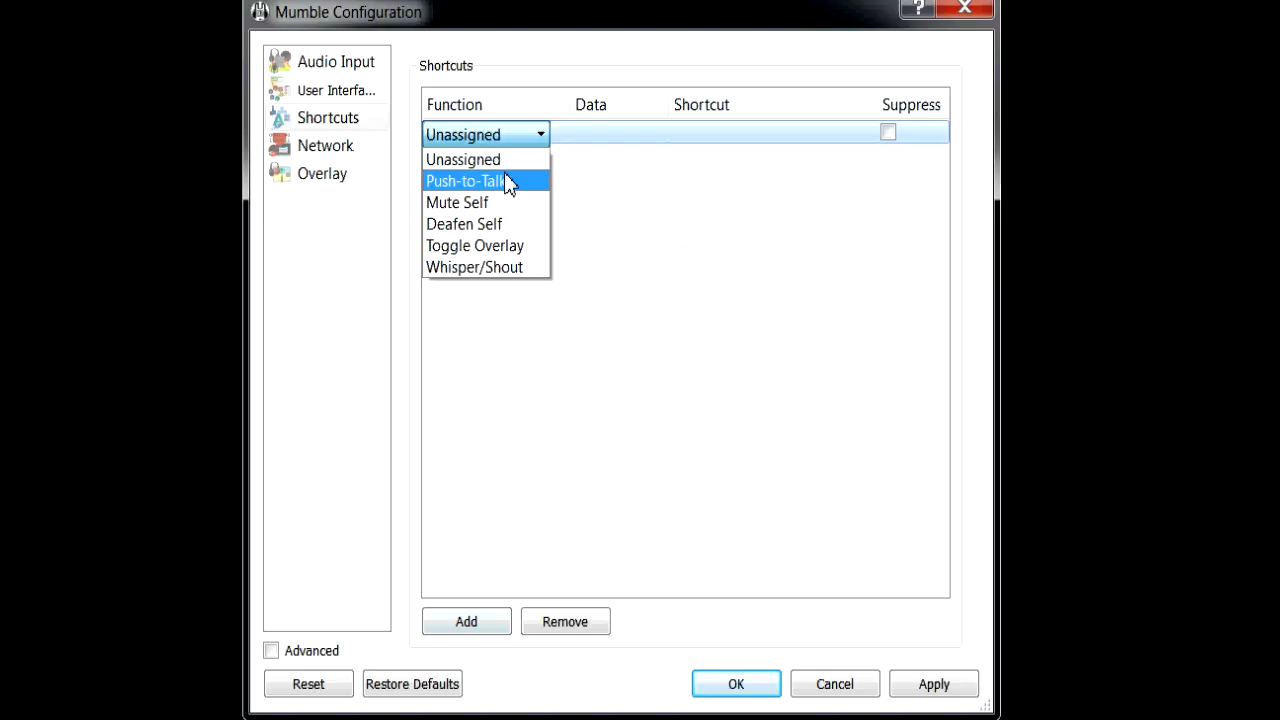 Mumble Configuration
?
Audio Input
User Interfa...
Shortcuts
Network
Overlay
Shortcuts
Function Data Shortcut Suppress
Unassigned
Unassigned
Push-to-Talk
Mute Self
Deafen Self
Toggle Overlay
Whisper/Shout
Add Remove
Advanced
Reset Restore Defaults OK Cancel Apply